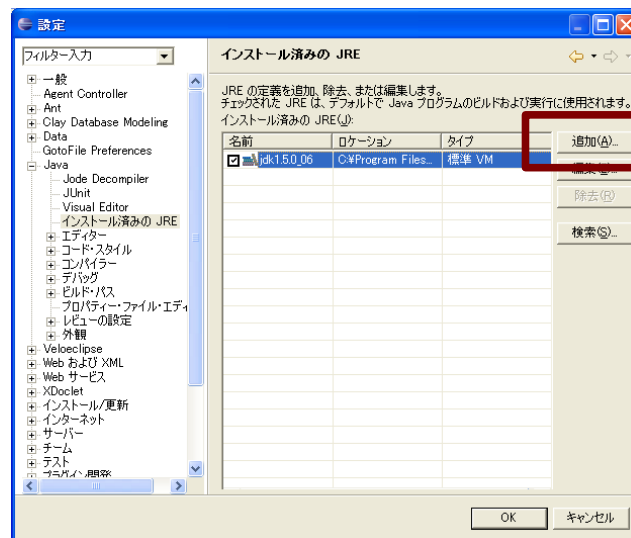 設定
フィルター入力
インストール済みの JRE
一般
Agent Controller
Ant
Clay Database Modeling
Data
GotoFile Preferences
Java
Jode Decompiler
JUnit
Visual Editor
インストール済みの JRE
エディター
コード・スタイル
コンパイラー
デバッグ
ビルド・パス
プロパティー・ファイル・エディ
レビューの設定
外観
Veloeclipse
Web および XML
Web サービス
XDoclet
インストール/更新
インターネット
サーバー
チーム
テスト
プラグイン開発
JRE の定義を追加、除去、または編集します。
チェックされた JRE は、デフォルトで Java プログラムのビルドおよび実行に使用されます。
インストール済みの JRE(J):
名前 ロケーション タイプ
jdk1.5.0_06 C:¥Program Files... 標準 VM
追加(A)...
除去(R)
検索(S)...
OK キャンセル